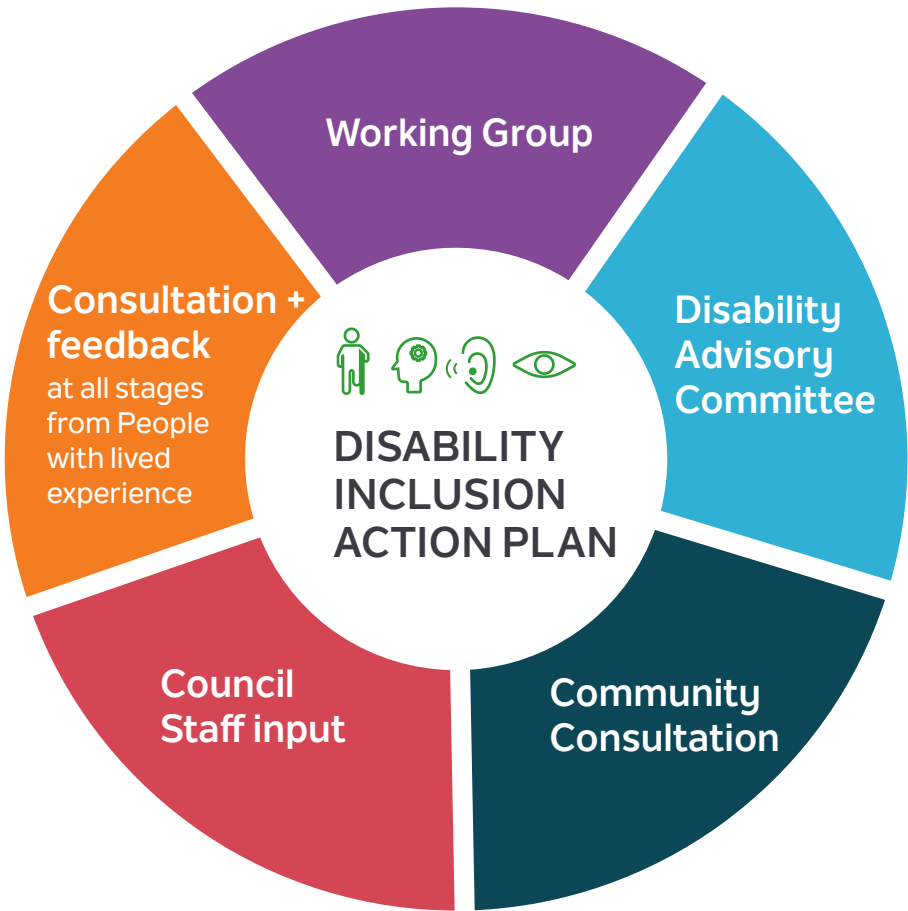 Working Group
Disability
Advisory
Committee
Community
Consultation
Council
Staff input
Consultation +
feedback
at all stages
from People
with lived
experience
DISABILITY
INCLUSION
ACTION PLAN